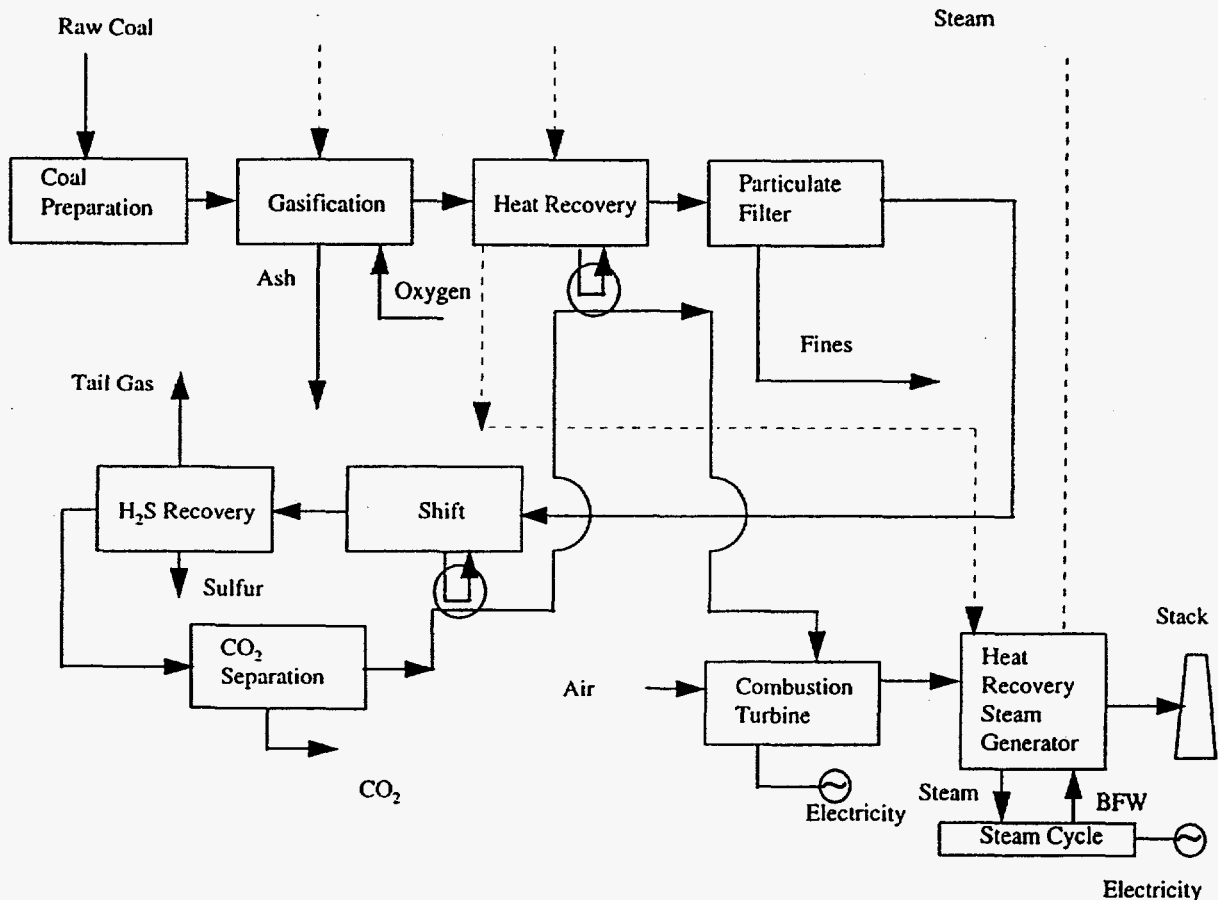 Raw Coal
Steam
Coal
Preparation
Gasification
Heat Recovery
Particulate
Filter
Ash
Oxygen
Fines
Tail Gas
H₂S Recovery
Shift
Sulfur
CO₂
Separation
CO₂
Air
Combustion
Turbine
Electricity
Heat
Recovery
Steam
Generator
Stack
Steam
BFW
Steam Cycle
Electricity